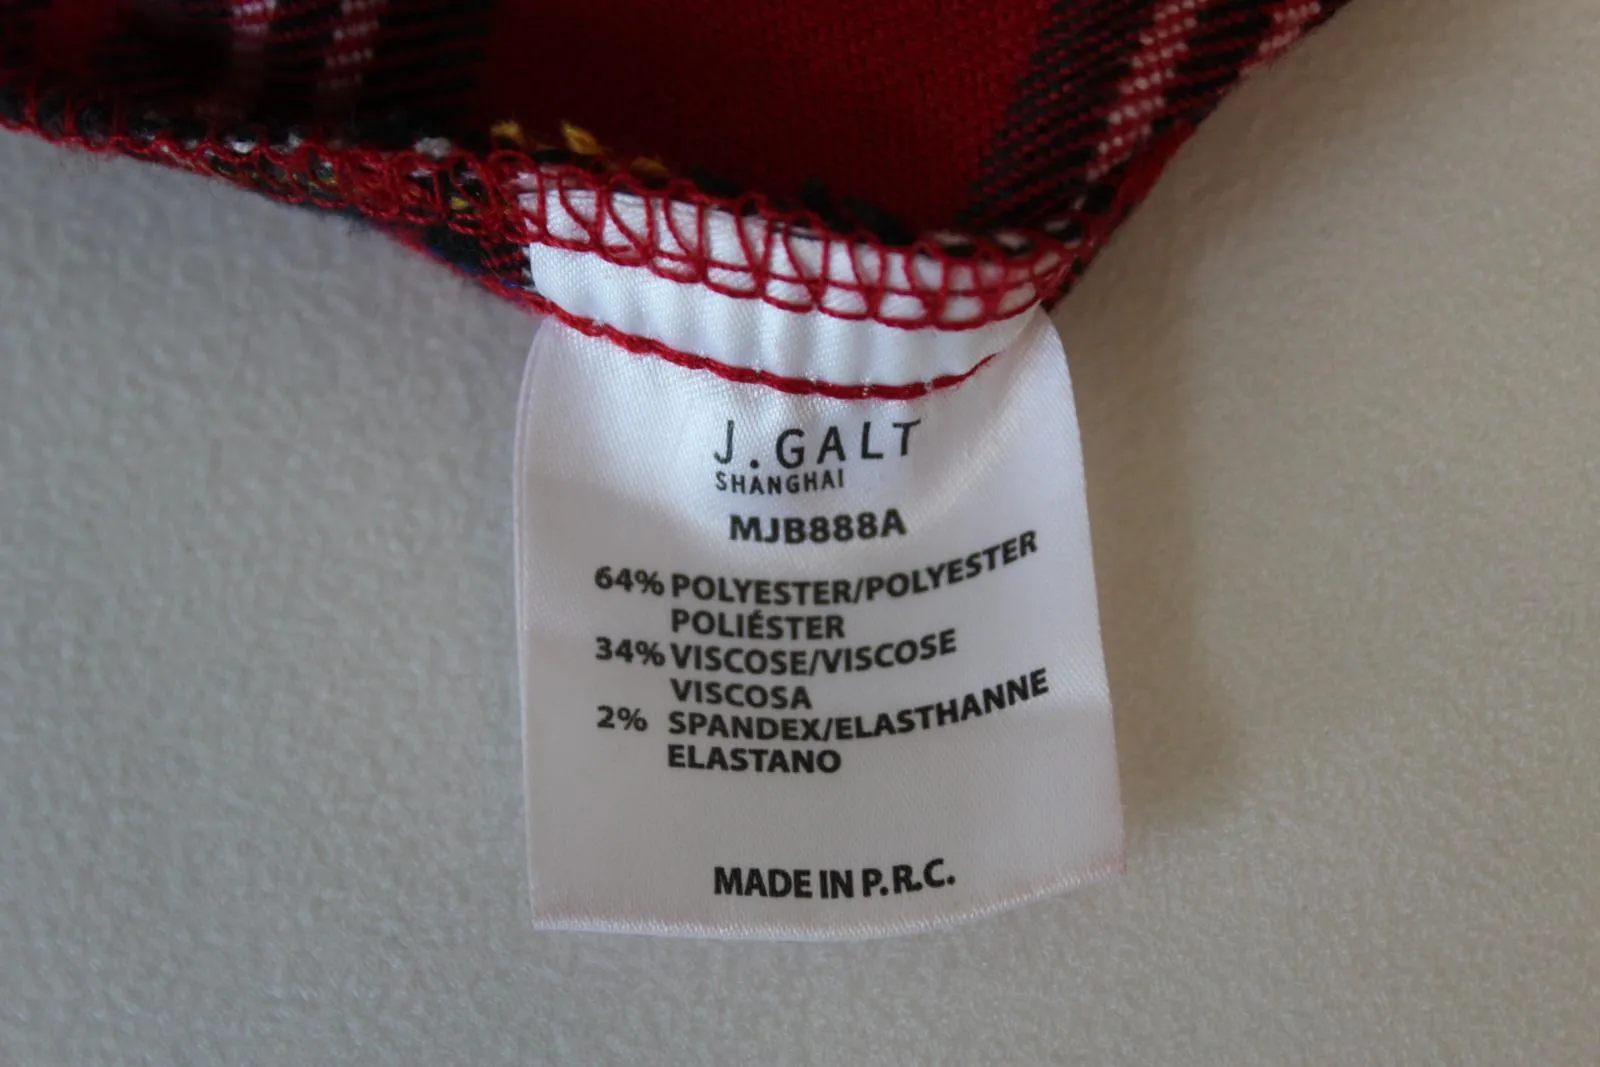 J.GALT
SHANGHAI
MJB888A
64% POLYESTER/POLYESTER
POLIÉSTER
34% VISCOSE/VISCOSE
VISCOSA
2% SPANDEX/ELASTHANNE
ELASTANO
MADE IN P.R.C.